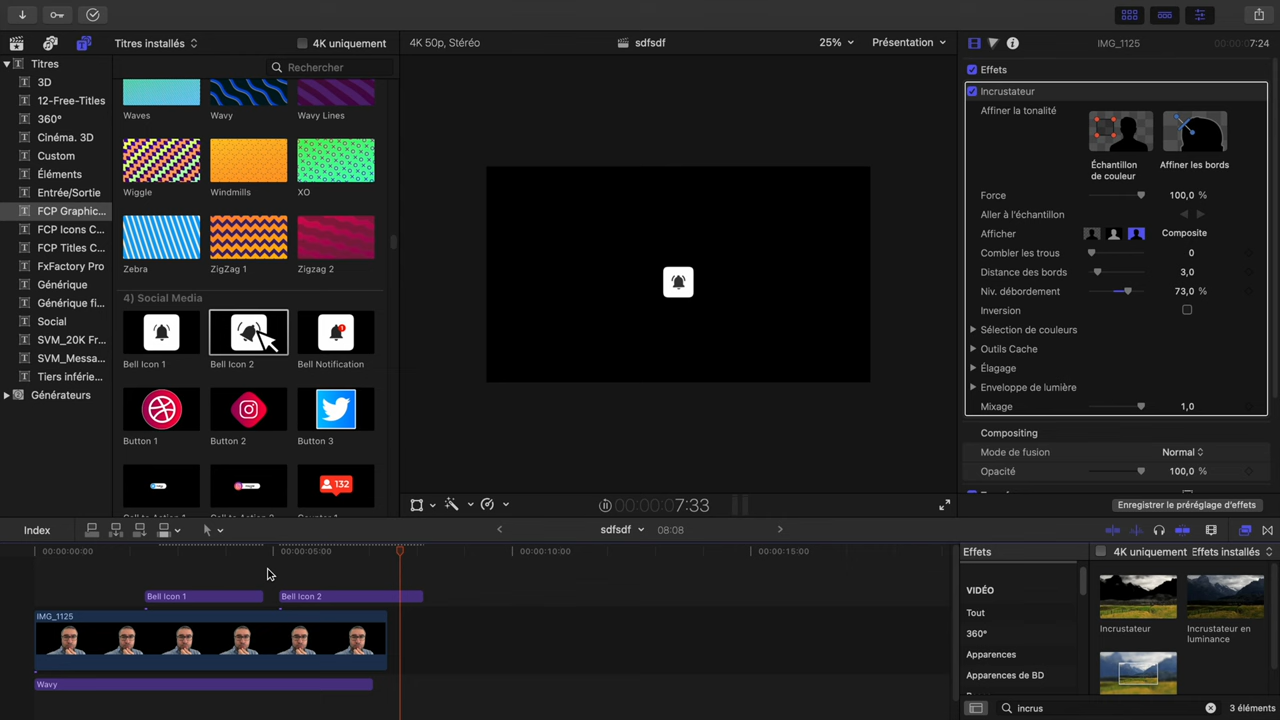 Titres installés
4K uniquement
4K 50p, Stéréo
sdfsdf
25%
Présentation
IMG_1125
00:00:00:07:24
Titres
3D
12-Free-Titles
360°
Cinéma. 3D
Custom
Éléments
Entrée/Sortie
FCP Graphic...
FCP Icons C...
FCP Titles C...
FxFactory Pro
Générique
Générique fi...
Social
SVM_20K Fr...
SVM_Messa...
Tiers inférie...
Générateurs
Rechercher
Waves
Wavy
Wavy Lines
Wiggle
Windmills
XO
Zebra
ZigZag 1
Zigzag 2
4) Social Media
Bell Icon 1
Bell Icon 2
Bell Notification
Button 1
Button 2
Button 3
132
Effets
Incrustateur
Affiner la tonalité
Échantillon
de couleur
Affiner les bords
Force
100,0 %
Aller à l'échantillon
Afficher
Composite
Combler les trous
0
Distance des bords
3,0
Niv. débordement
73,0 %
Inversion
Sélection de couleurs
Outils Cache
Élagage
Enveloppe de lumière
Mixage
1,0
Compositing
Mode de fusion
Normal
Opacité
100,0 %
Enregistrer le préréglage d'effets
00:00:00:07:33
Index
sdfsdf
08:08
00:00:00:00
00:00:05:00
00:00:10:00
00:00:15:00
Bell Icon 1
Bell Icon 2
IMG_1125
Wavy
Effets
4K uniquement
Effets installés
VIDÉO
Tout
360°
Apparences
Apparences de BD
Incrustateur
Incrustateur en
luminance
incrus
3 éléments